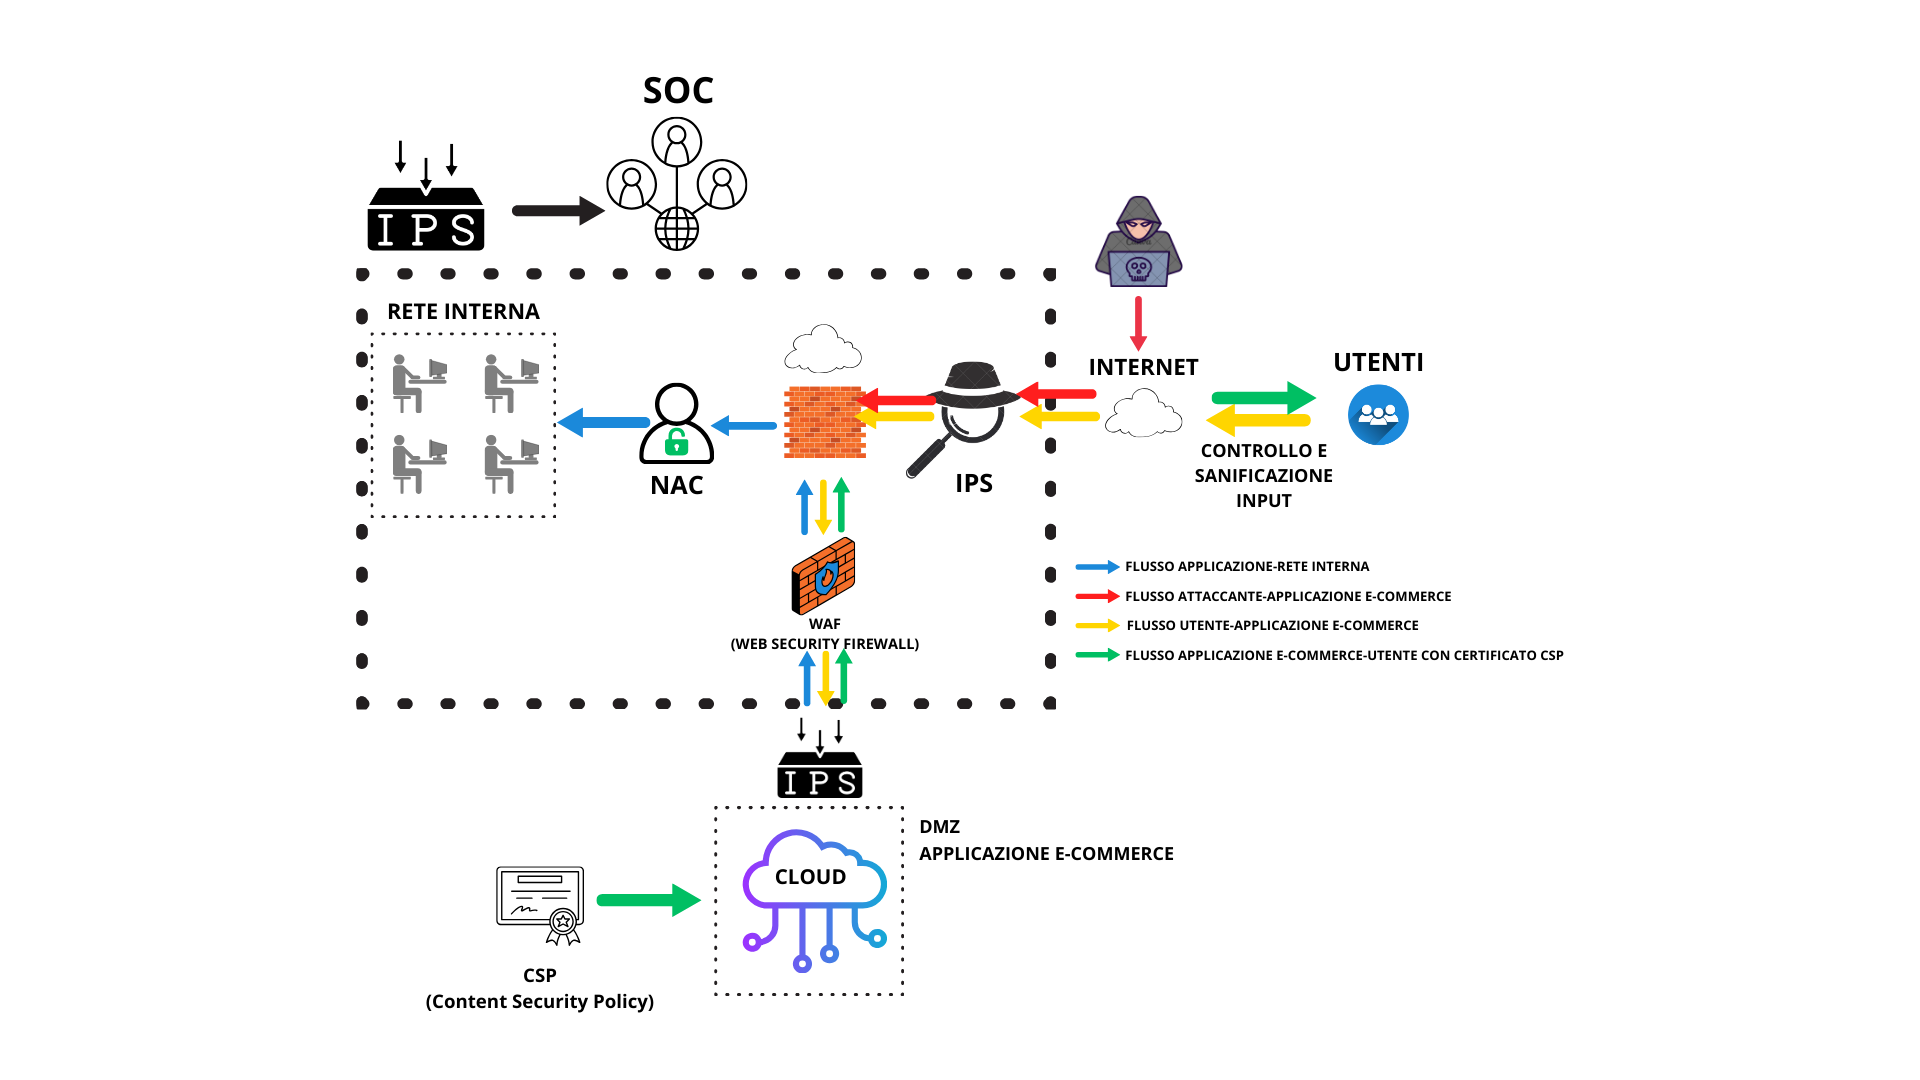 SOC
IPS
RETE INTERNA
INTERNET
UTENTI
NAC
IPS
CONTROLLO E
SANIFICAZIONE
INPUT
FLUSSO APPLICAZIONE-RETE INTERNA
FLUSSO ATTACCANTE-APPLICAZIONE E-COMMERCE
FLUSSO UTENTE-APPLICAZIONE E-COMMERCE
FLUSSO APPLICAZIONE E-COMMERCE-UTENTE CON CERTIFICATO CSP
WAF
(WEB SECURITY FIREWALL)
IPS
DMZ
APPLICAZIONE E-COMMERCE
CLOUD
CSP
(Content Security Policy)